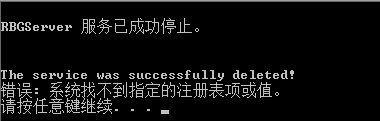 RBGServer 服务已成功停止。
The service was successfully deleted!
错误: 系统找不到指定的注册表项或值。
请按任意键继续. . .